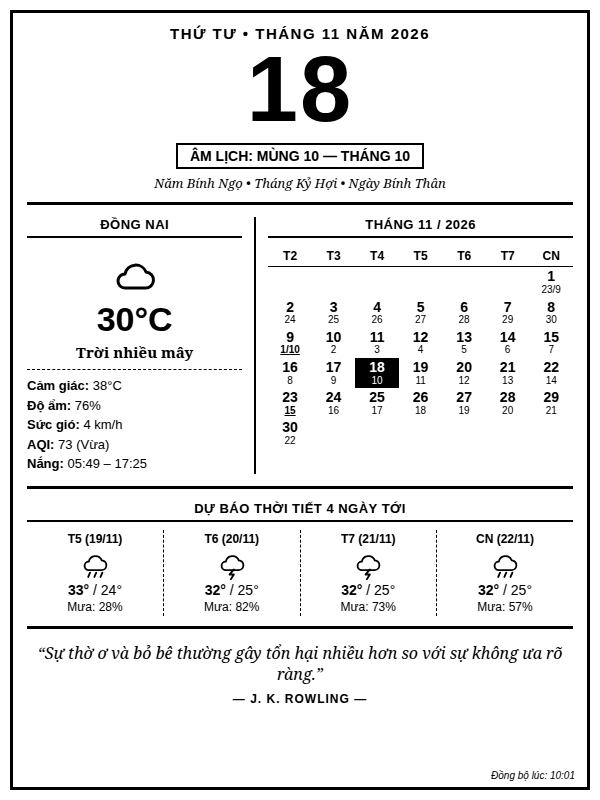 THỨ TƯ • THÁNG 11 NĂM 2026
18
ÂM LỊCH: MÙNG 10 — THÁNG 10
Năm Bính Ngọ • Tháng Kỷ Hợi • Ngày Bính Thân
ĐỒNG NAI
30°C
Trời nhiều mây
Cảm giác: 38°C
Độ ẩm: 76%
Sức gió: 4 km/h
AQI: 73 (Vừa)
Nắng: 05:49 – 17:25
THÁNG 11 / 2026
T2 T3 T4 T5 T6 T7 CN
1
23/9
2 3 4 5 6 7 8
24 25 26 27 28 29 30
9 10 11 12 13 14 15
1/10 2 3 4 5 6 7
16 17 18 19 20 21 22
8 9 10 11 12 13 14
23 24 25 26 27 28 29
15 16 17 18 19 20 21
30
22
DỰ BÁO THỜI TIẾT 4 NGÀY TỚI
T5 (19/11) T6 (20/11) T7 (21/11) CN (22/11)
33° / 24° 32° / 25° 32° / 25° 32° / 25°
Mưa: 28% Mưa: 82% Mưa: 73% Mưa: 57%
“Sự thờ ơ và bỏ bê thường gây tổn hại nhiều hơn so với sự không ưa rõ
ràng.”
— J. K. ROWLING —
Đồng bộ lúc: 10:01